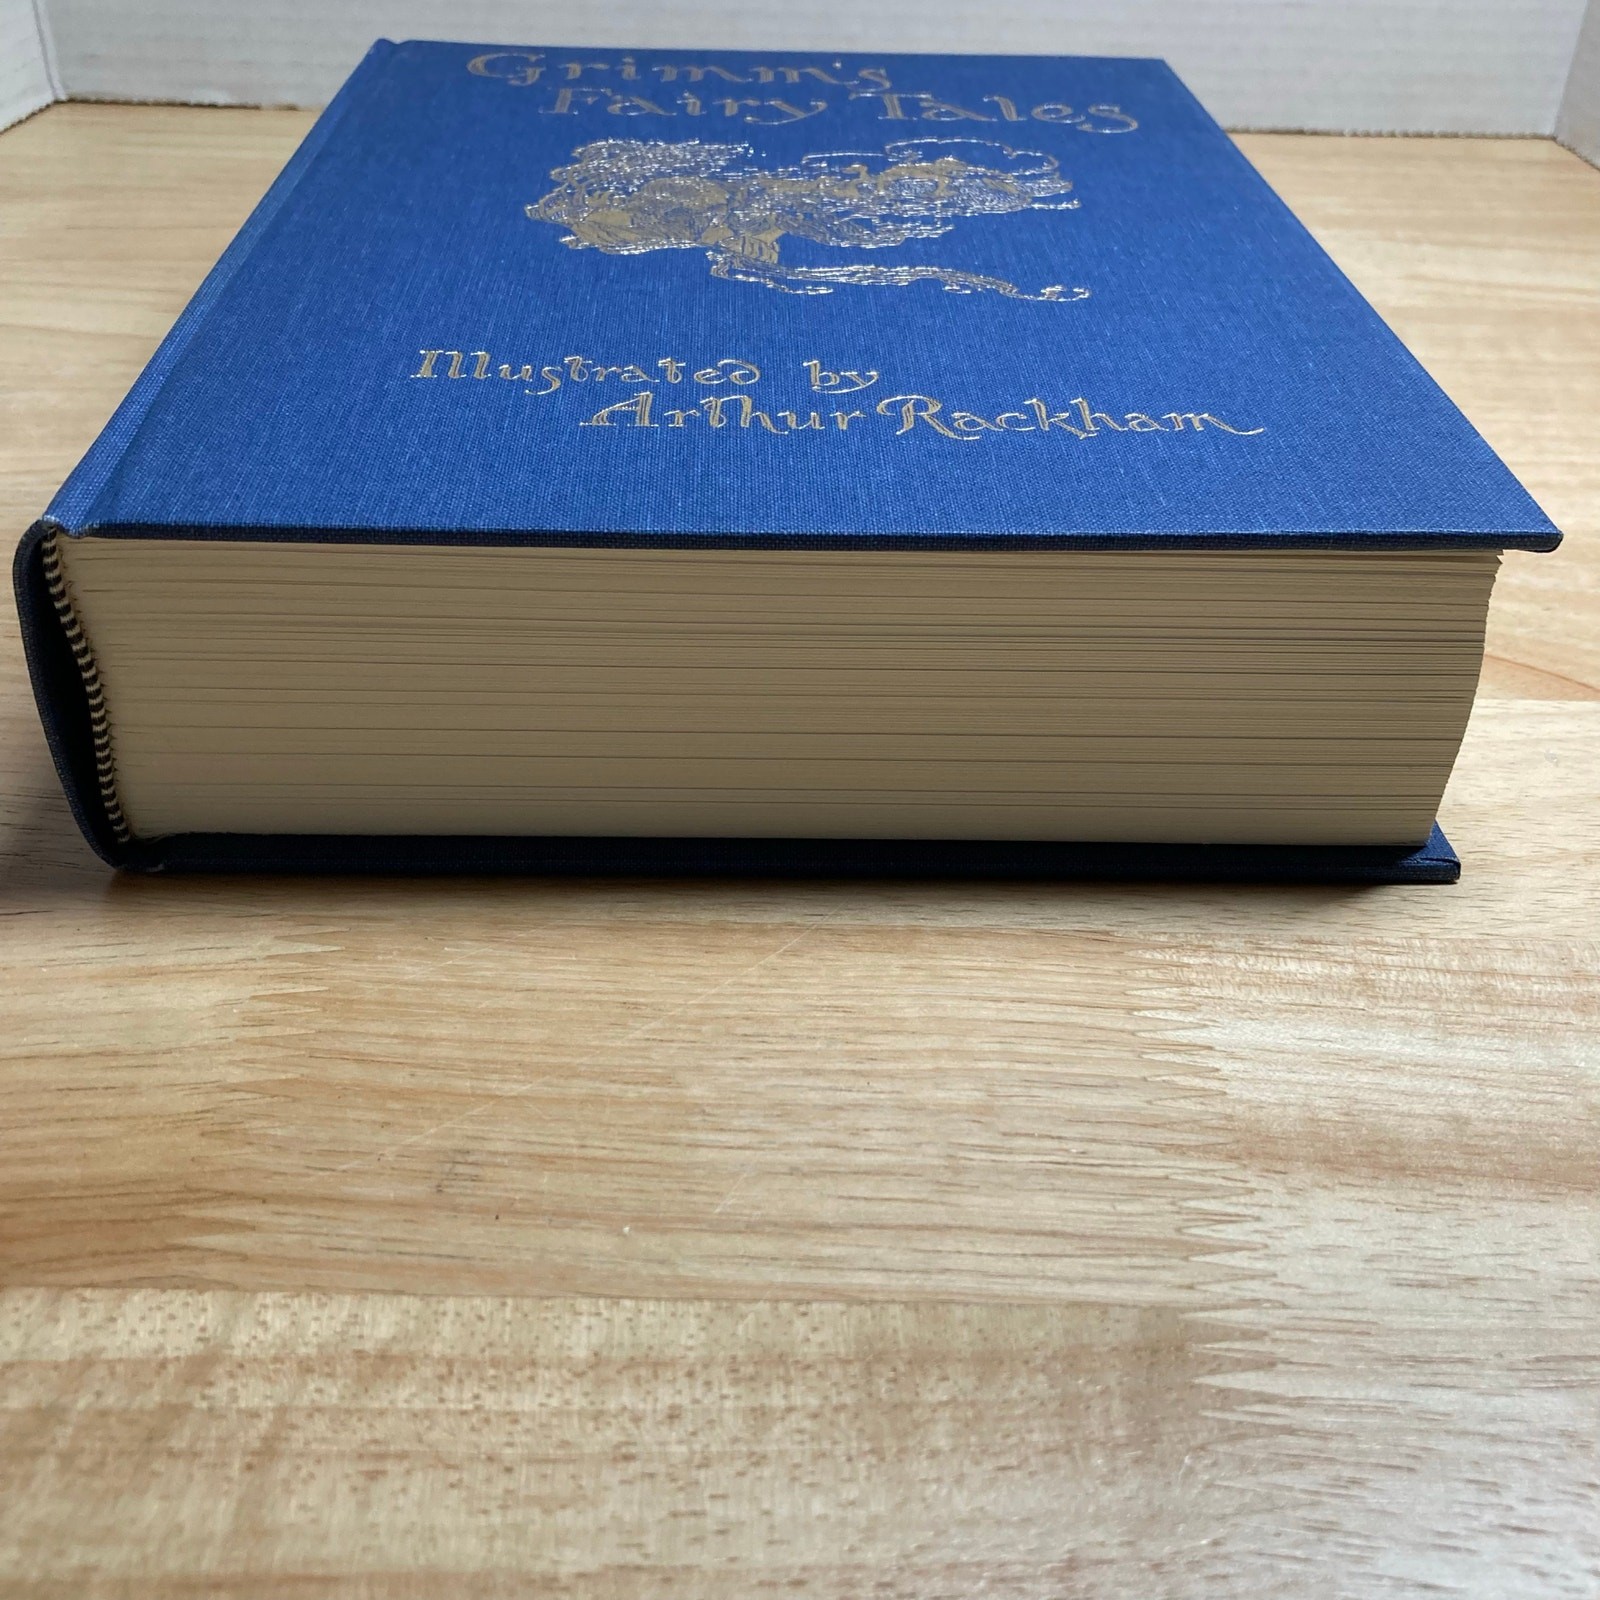 Grimm's
Fairy Tales
Illustrated by
Arthur Rackham